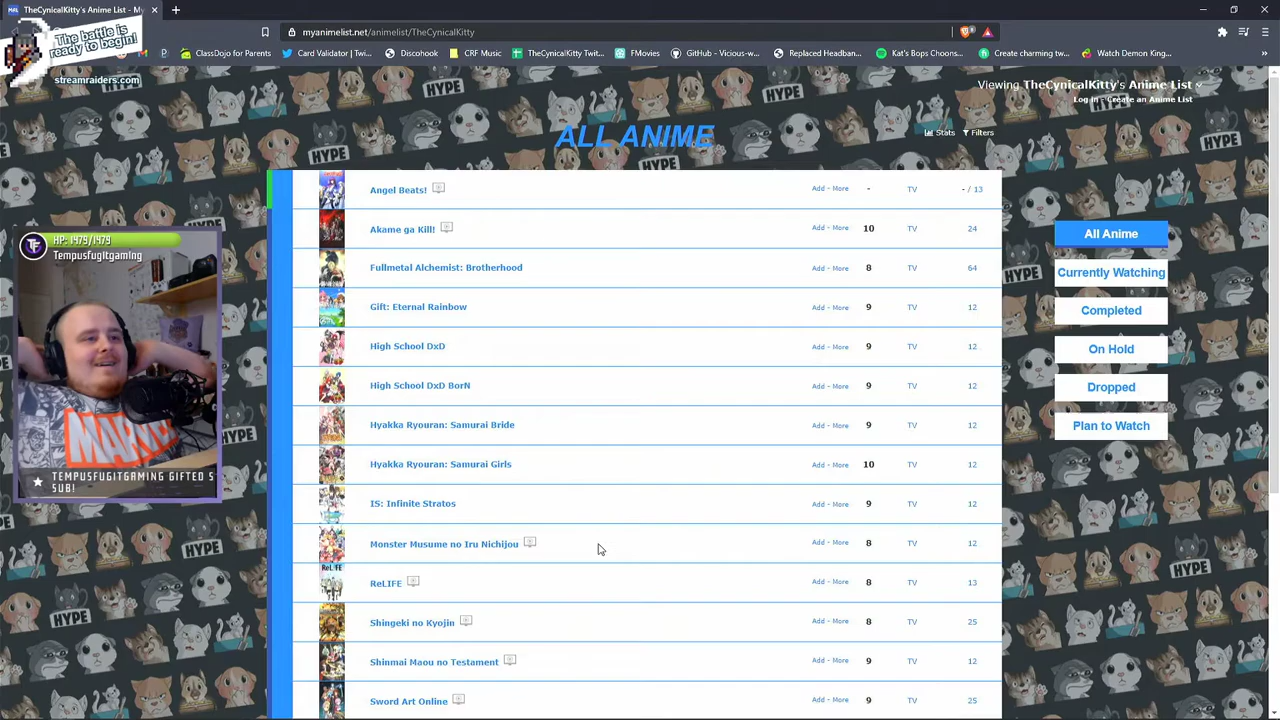 TheCynicalKitty's Anime List - My
myanimelist.net/animelist/TheCynicalKitty
The battle is
ready to begin!
streamraiders.com
ClassDojo for Parents
Card Validator | Twi...
Discohook
CRF Music
TheCynicalKitty Twit...
FMovies
GitHub - Vicous-w...
Replaced Headban...
Kat's Bops Choons...
Create charming tw...
Watch Demon King...
Viewing TheCynicalKitty's Anime List
Log In - Create an Anime List
ALL ANIME
Stats Filters
Angel Beats! Add - More - TV - / 13
Akame ga Kill! Add - More 10 TV 24
Fullmetal Alchemist: Brotherhood Add - More 8 TV 64
Gift: Eternal Rainbow Add - More 9 TV 12
High School DxD Add - More 9 TV 12
High School DxD BorN Add - More 9 TV 12
Hyakka Ryouran: Samurai Bride Add - More 9 TV 12
Hyakka Ryouran: Samurai Girls Add - More 10 TV 12
IS: Infinite Stratos Add - More 9 TV 12
Monster Musume no Iru Nichijou Add - More 8 TV 12
ReLIFE Add - More 8 TV 13
Shingeki no Kyojin Add - More 8 TV 25
Shinmai Maou no Testament Add - More 9 TV 12
Sword Art Online Add - More 9 TV 25
All Anime
Currently Watching
Completed
On Hold
Dropped
Plan to Watch
HP: 1479/1479
Tempusfugitgaming
TEMPUSFUGITGAMING GIFTED 5
SUB!
HYPE
HYPE
HYPE
HYPE
HYPE
HYPE